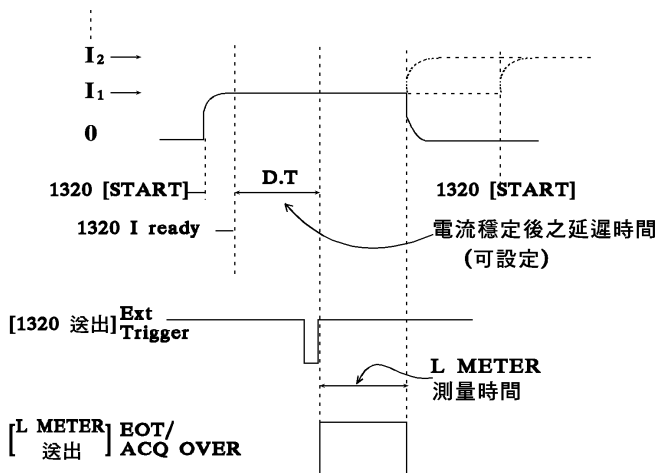 I₂
I₁
0
D.T
1320 [START]
1320 [START]
1320 I ready
電流穩定後之延遲時間
(可設定)
[1320 送出] Ext
Trigger
L METER
測量時間
[L METER
送出] EOT/
ACQ OVER